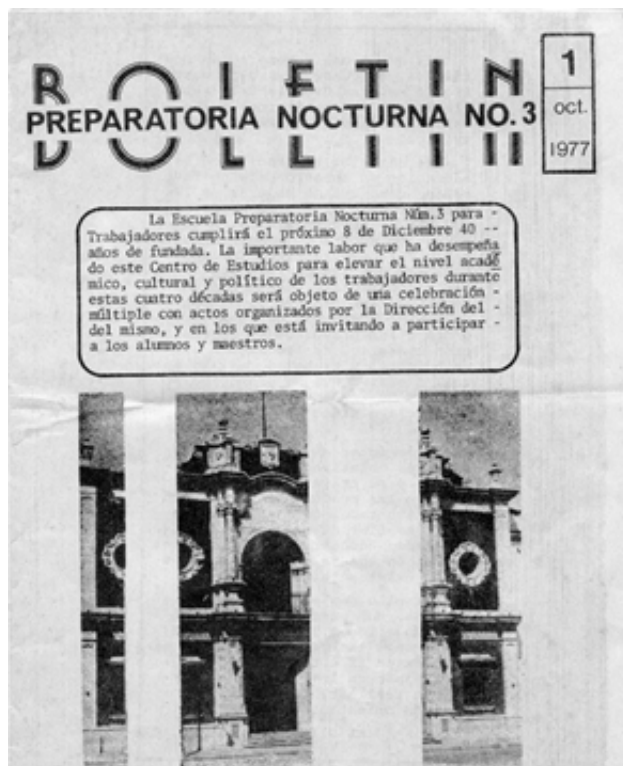 BOLETIN
PREPARATORIA NOCTURNA NO. 3
1
oct.
1977
La Escuela Preparatoria Nocturna Núm.3 para -
Trabajadores cumplirá el próximo 8 de Diciembre 40 --
años de fundada. La importante labor que ha desempeña
do este Centro de Estudios para elevar el nivel acadé
mico, cultural y político de los trabajadores durante
estas cuatro décadas será objeto de una celebración -
múltiple con actos organizados por la Dirección del -
del mismo, y en los que está invitando a participar -
a los alumnos y maestros.